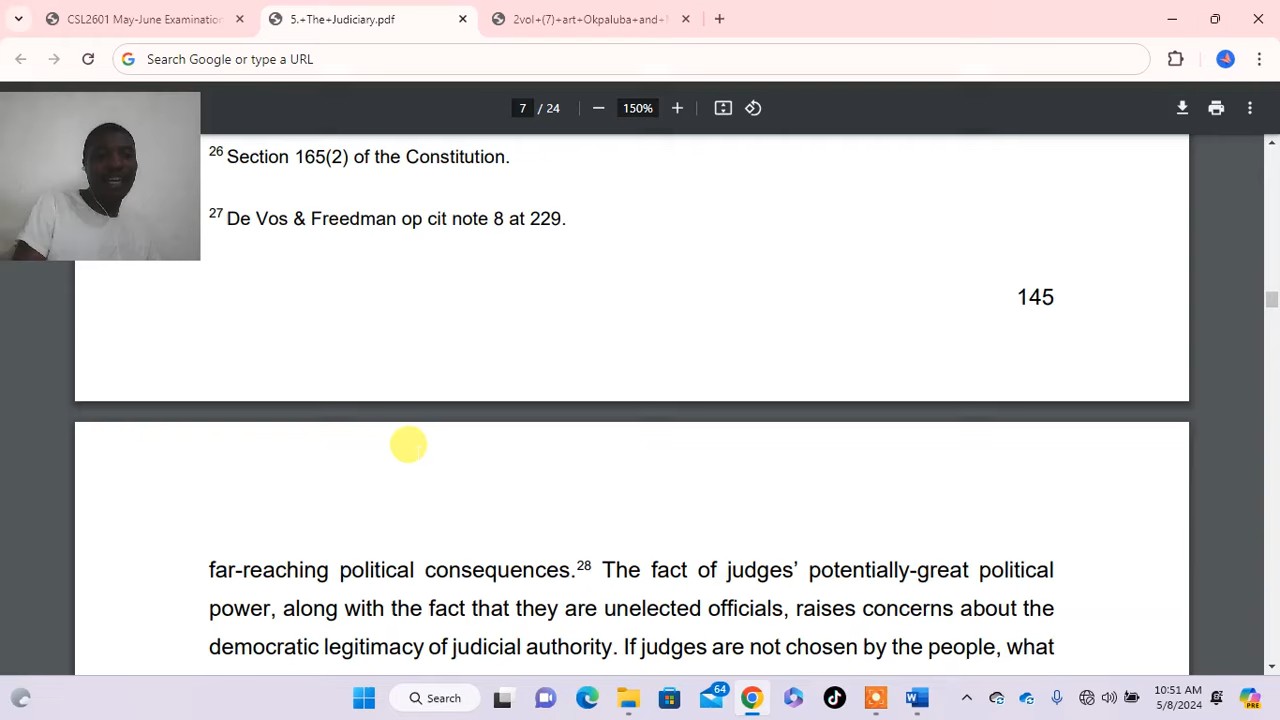 CSL2601 May-June Examination
5.+The+Judiciary.pdf
2vol+(7)+art+Okpaluba+and+
Search Google or type a URL
7 / 24
150%
26 Section 165(2) of the Constitution.
27 De Vos & Freedman op cit note 8 at 229.
145
far-reaching political consequences.28 The fact of judges’ potentially-great political
power, along with the fact that they are unelected officials, raises concerns about the
democratic legitimacy of judicial authority. If judges are not chosen by the people, what
Search
64
10:51 AM
5/8/2024
PRE